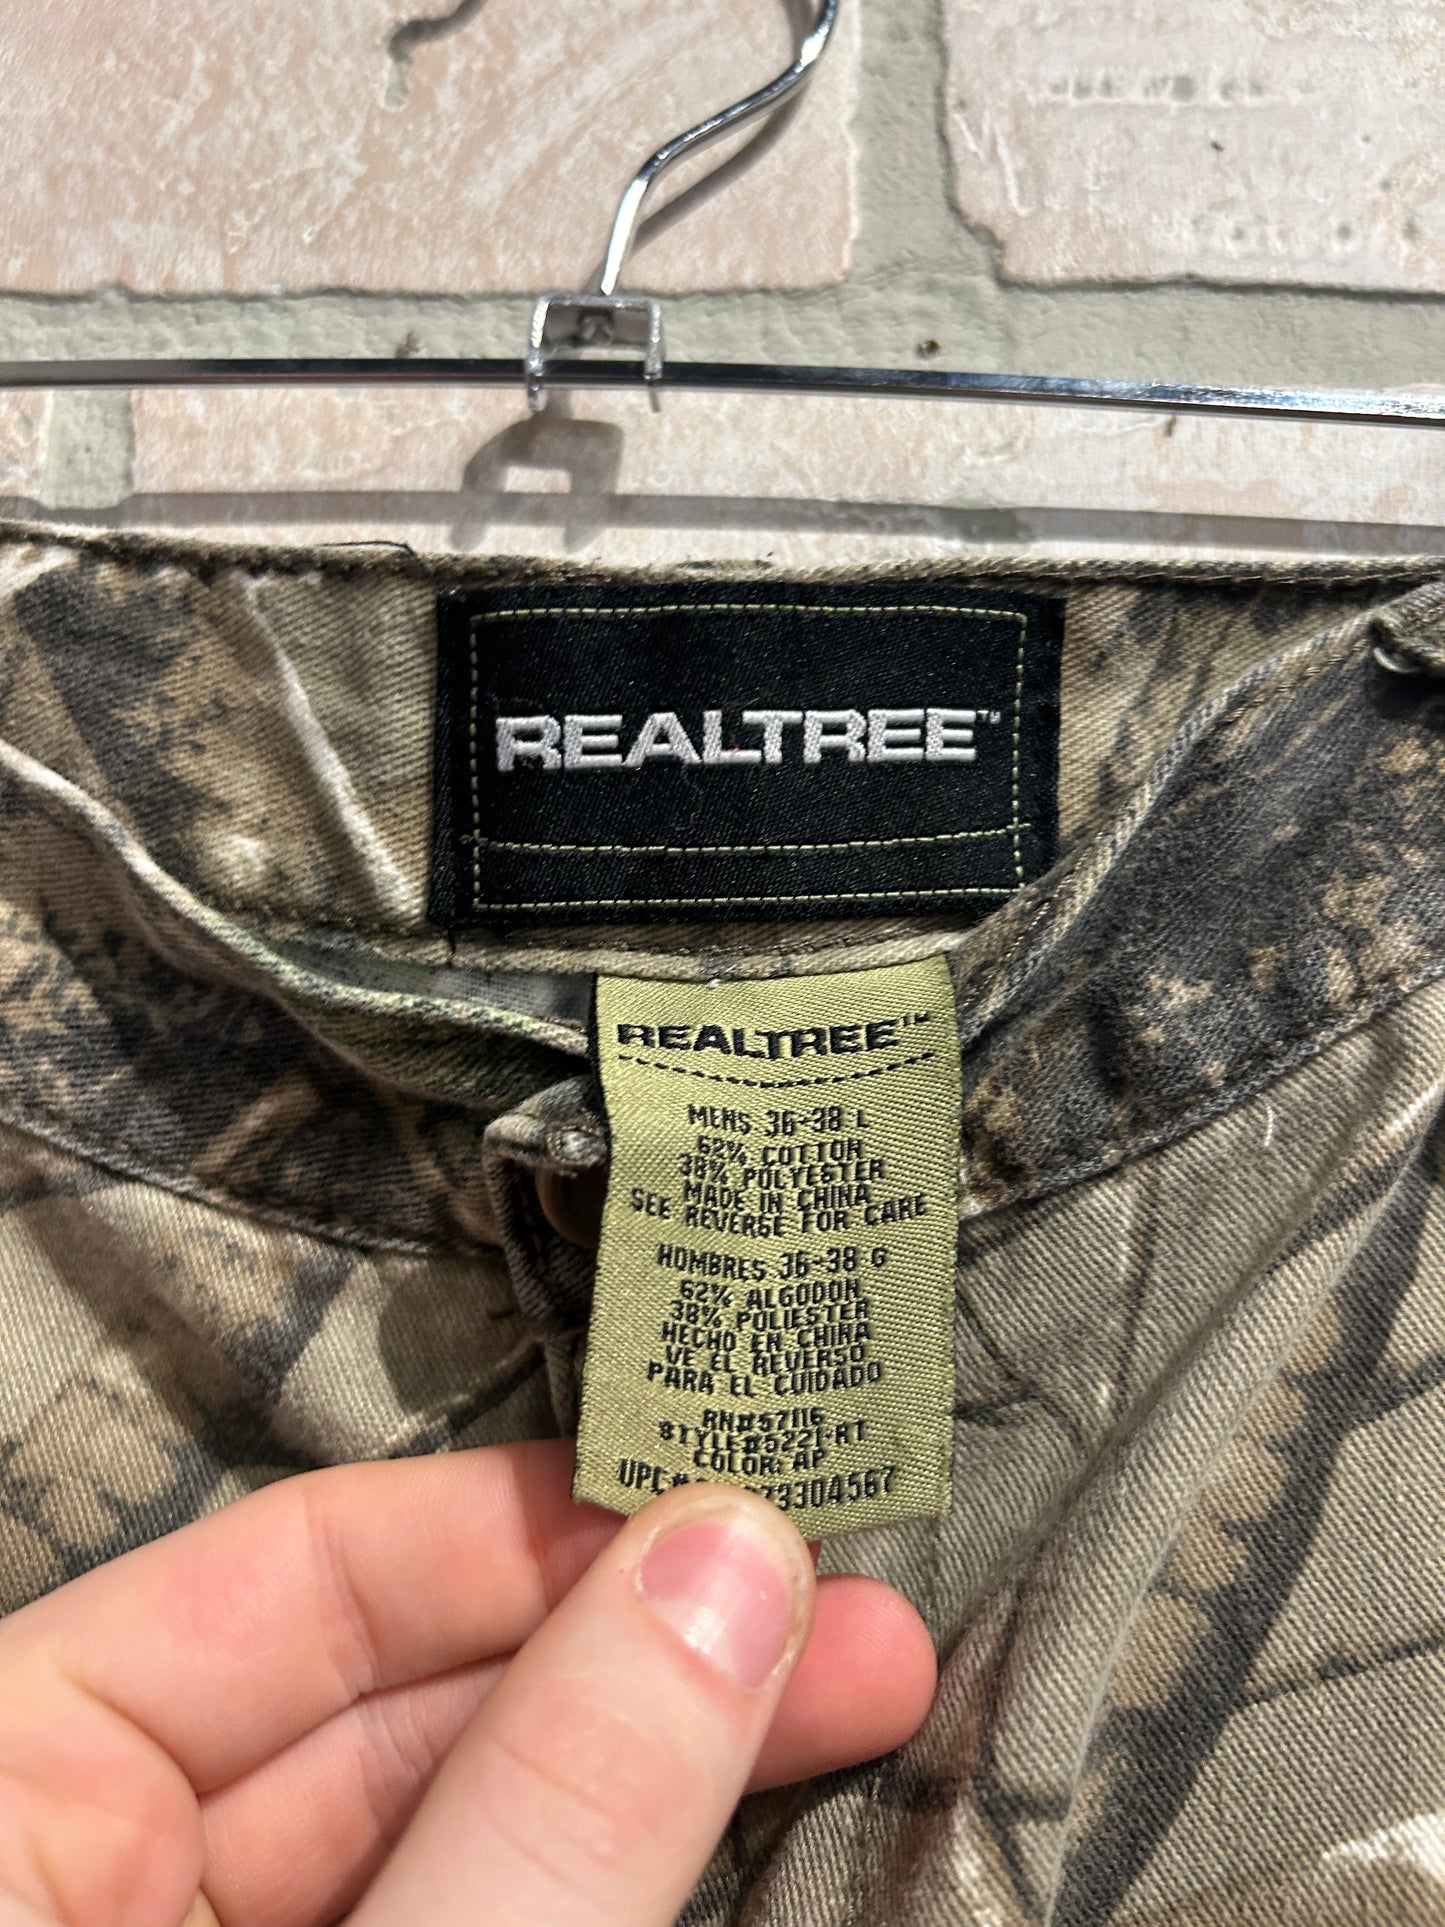 REALTREE™
REALTREE™
MENS 36-38 L
62% COTTON
38% POLYESTER
MADE IN CHINA
SEE REVERSE FOR CARE
HOMBRES 36-38 G
62% ALGODON
38% POLIESTER
HECHO EN CHINA
VE EL REVERSO
PARA EL CUIDADO
RN#57116
STYLE#5221-RT
COLOR: AP
UPC#